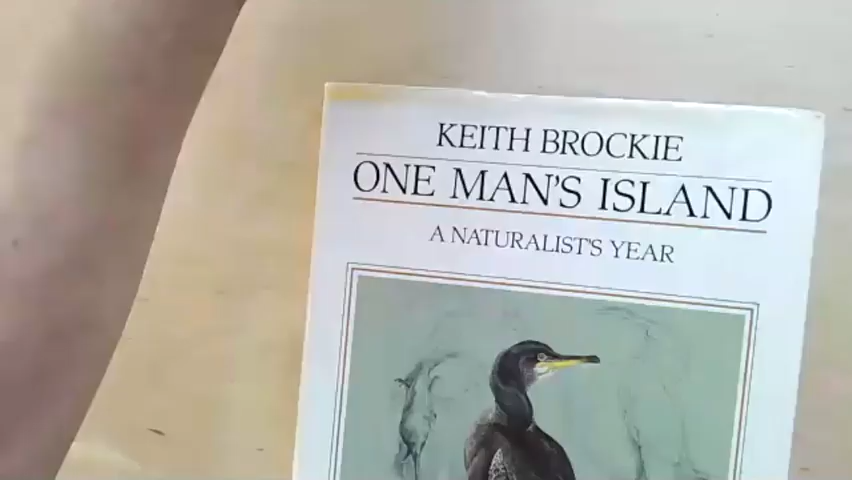 KEITH BROCKIE
ONE MAN'S ISLAND
A NATURALIST'S YEAR